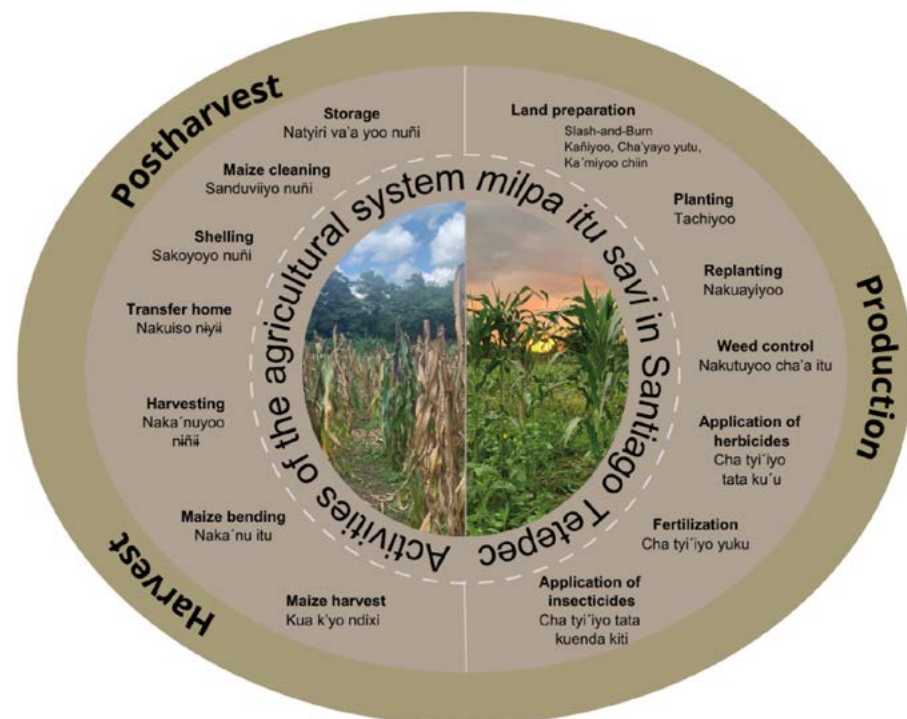 Postharvest
Harvest
Production
Activities of the agricultural system milpa itu savi in Santiago Tetepec
Land preparation
Slash-and-Burn
Kañiyoo, Cha'yayo yutu,
Ka´miyoo chiin
Planting
Tachiyoo
Replanting
Nakuayiyoo
Weed control
Nakutuyoo cha'a itu
Application of
herbicides
Cha tyi´iyo
tata ku´u
Fertilization
Cha tyi´iyo yuku
Application of
insecticides
Cha tyi´iyo tata
kuenda kiti
Maize harvest
Kua k'yo ndixi
Maize bending
Naka´nu itu
Harvesting
Naka´nuyoo
nɨñɨɨ
Transfer home
Nakuiso nɨyɨɨ
Shelling
Sakoyoyo nuñi
Maize cleaning
Sanduviiyo nuñi
Storage
Natyiri va'a yoo nuñi